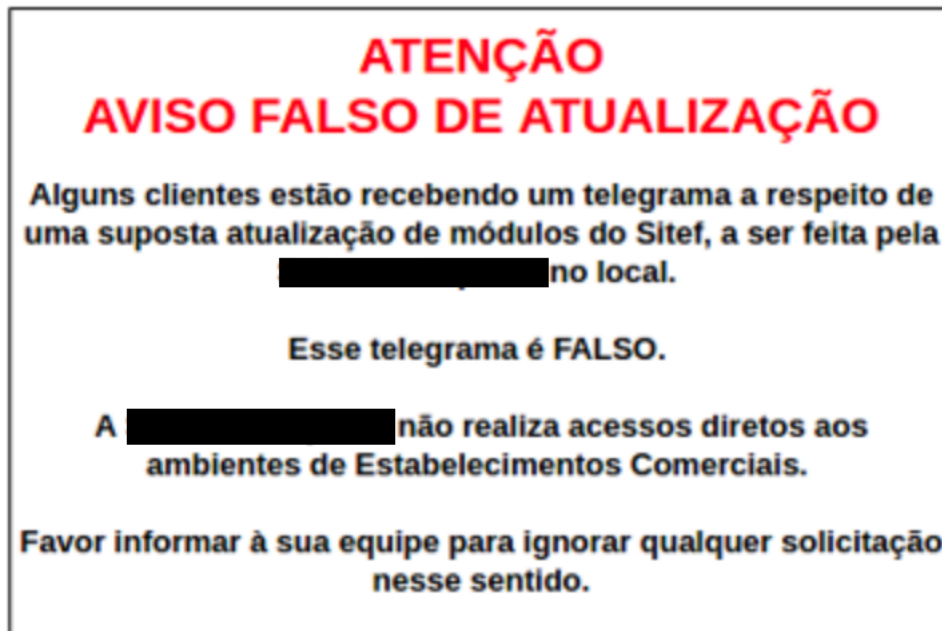 ATENÇÃO
AVISO FALSO DE ATUALIZAÇÃO
Alguns clientes estão recebendo um telegrama a respeito de
uma suposta atualização de módulos do Sitef, a ser feita pela
no local.
Esse telegrama é FALSO.
A não realiza acessos diretos aos
ambientes de Estabelecimentos Comerciais.
Favor informar à sua equipe para ignorar qualquer solicitação
nesse sentido.